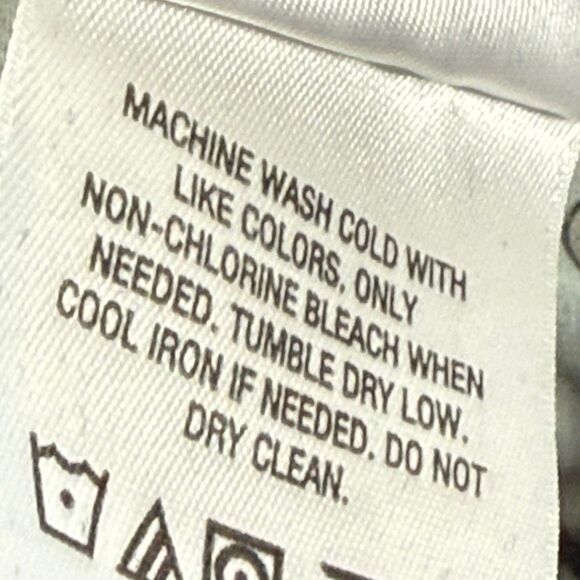 MACHINE WASH COLD WITH
LIKE COLORS, ONLY
NON-CHLORINE BLEACH WHEN
NEEDED. TUMBLE DRY LOW.
COOL IRON IF NEEDED. DO NOT
DRY CLEAN.